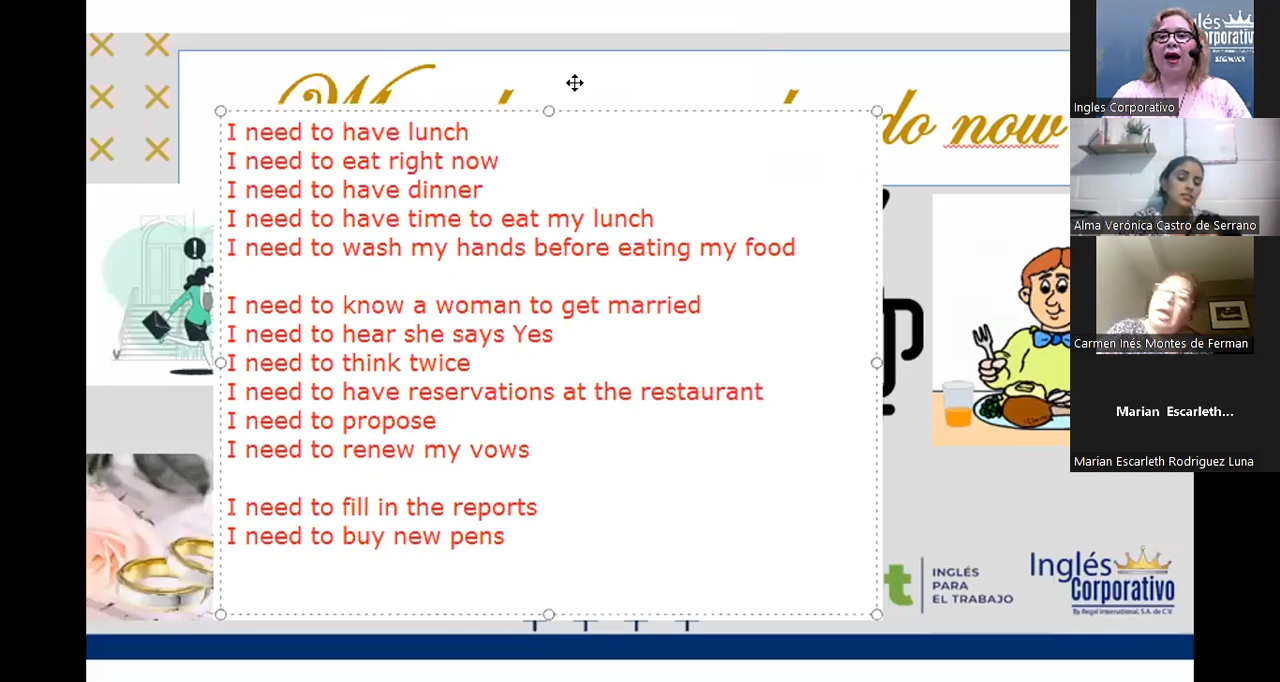 do now
I need to have lunch
I need to eat right now
I need to have dinner
I need to have time to eat my lunch
I need to wash my hands before eating my food
I need to know a woman to get married
I need to hear she says Yes
I need to think twice
I need to have reservations at the restaurant
I need to propose
I need to renew my vows
I need to fill in the reports
I need to buy new pens
INGLÉS
PARA
EL TRABAJO
Inglés
Corporativo
By Regal International, S.A. de C.V.
Ingles Corporativo
Alma Verónica Castro de Serrano
Carmen Inés Montes de Ferman
Marian Escarleth...
Marian Escarleth Rodriguez Luna